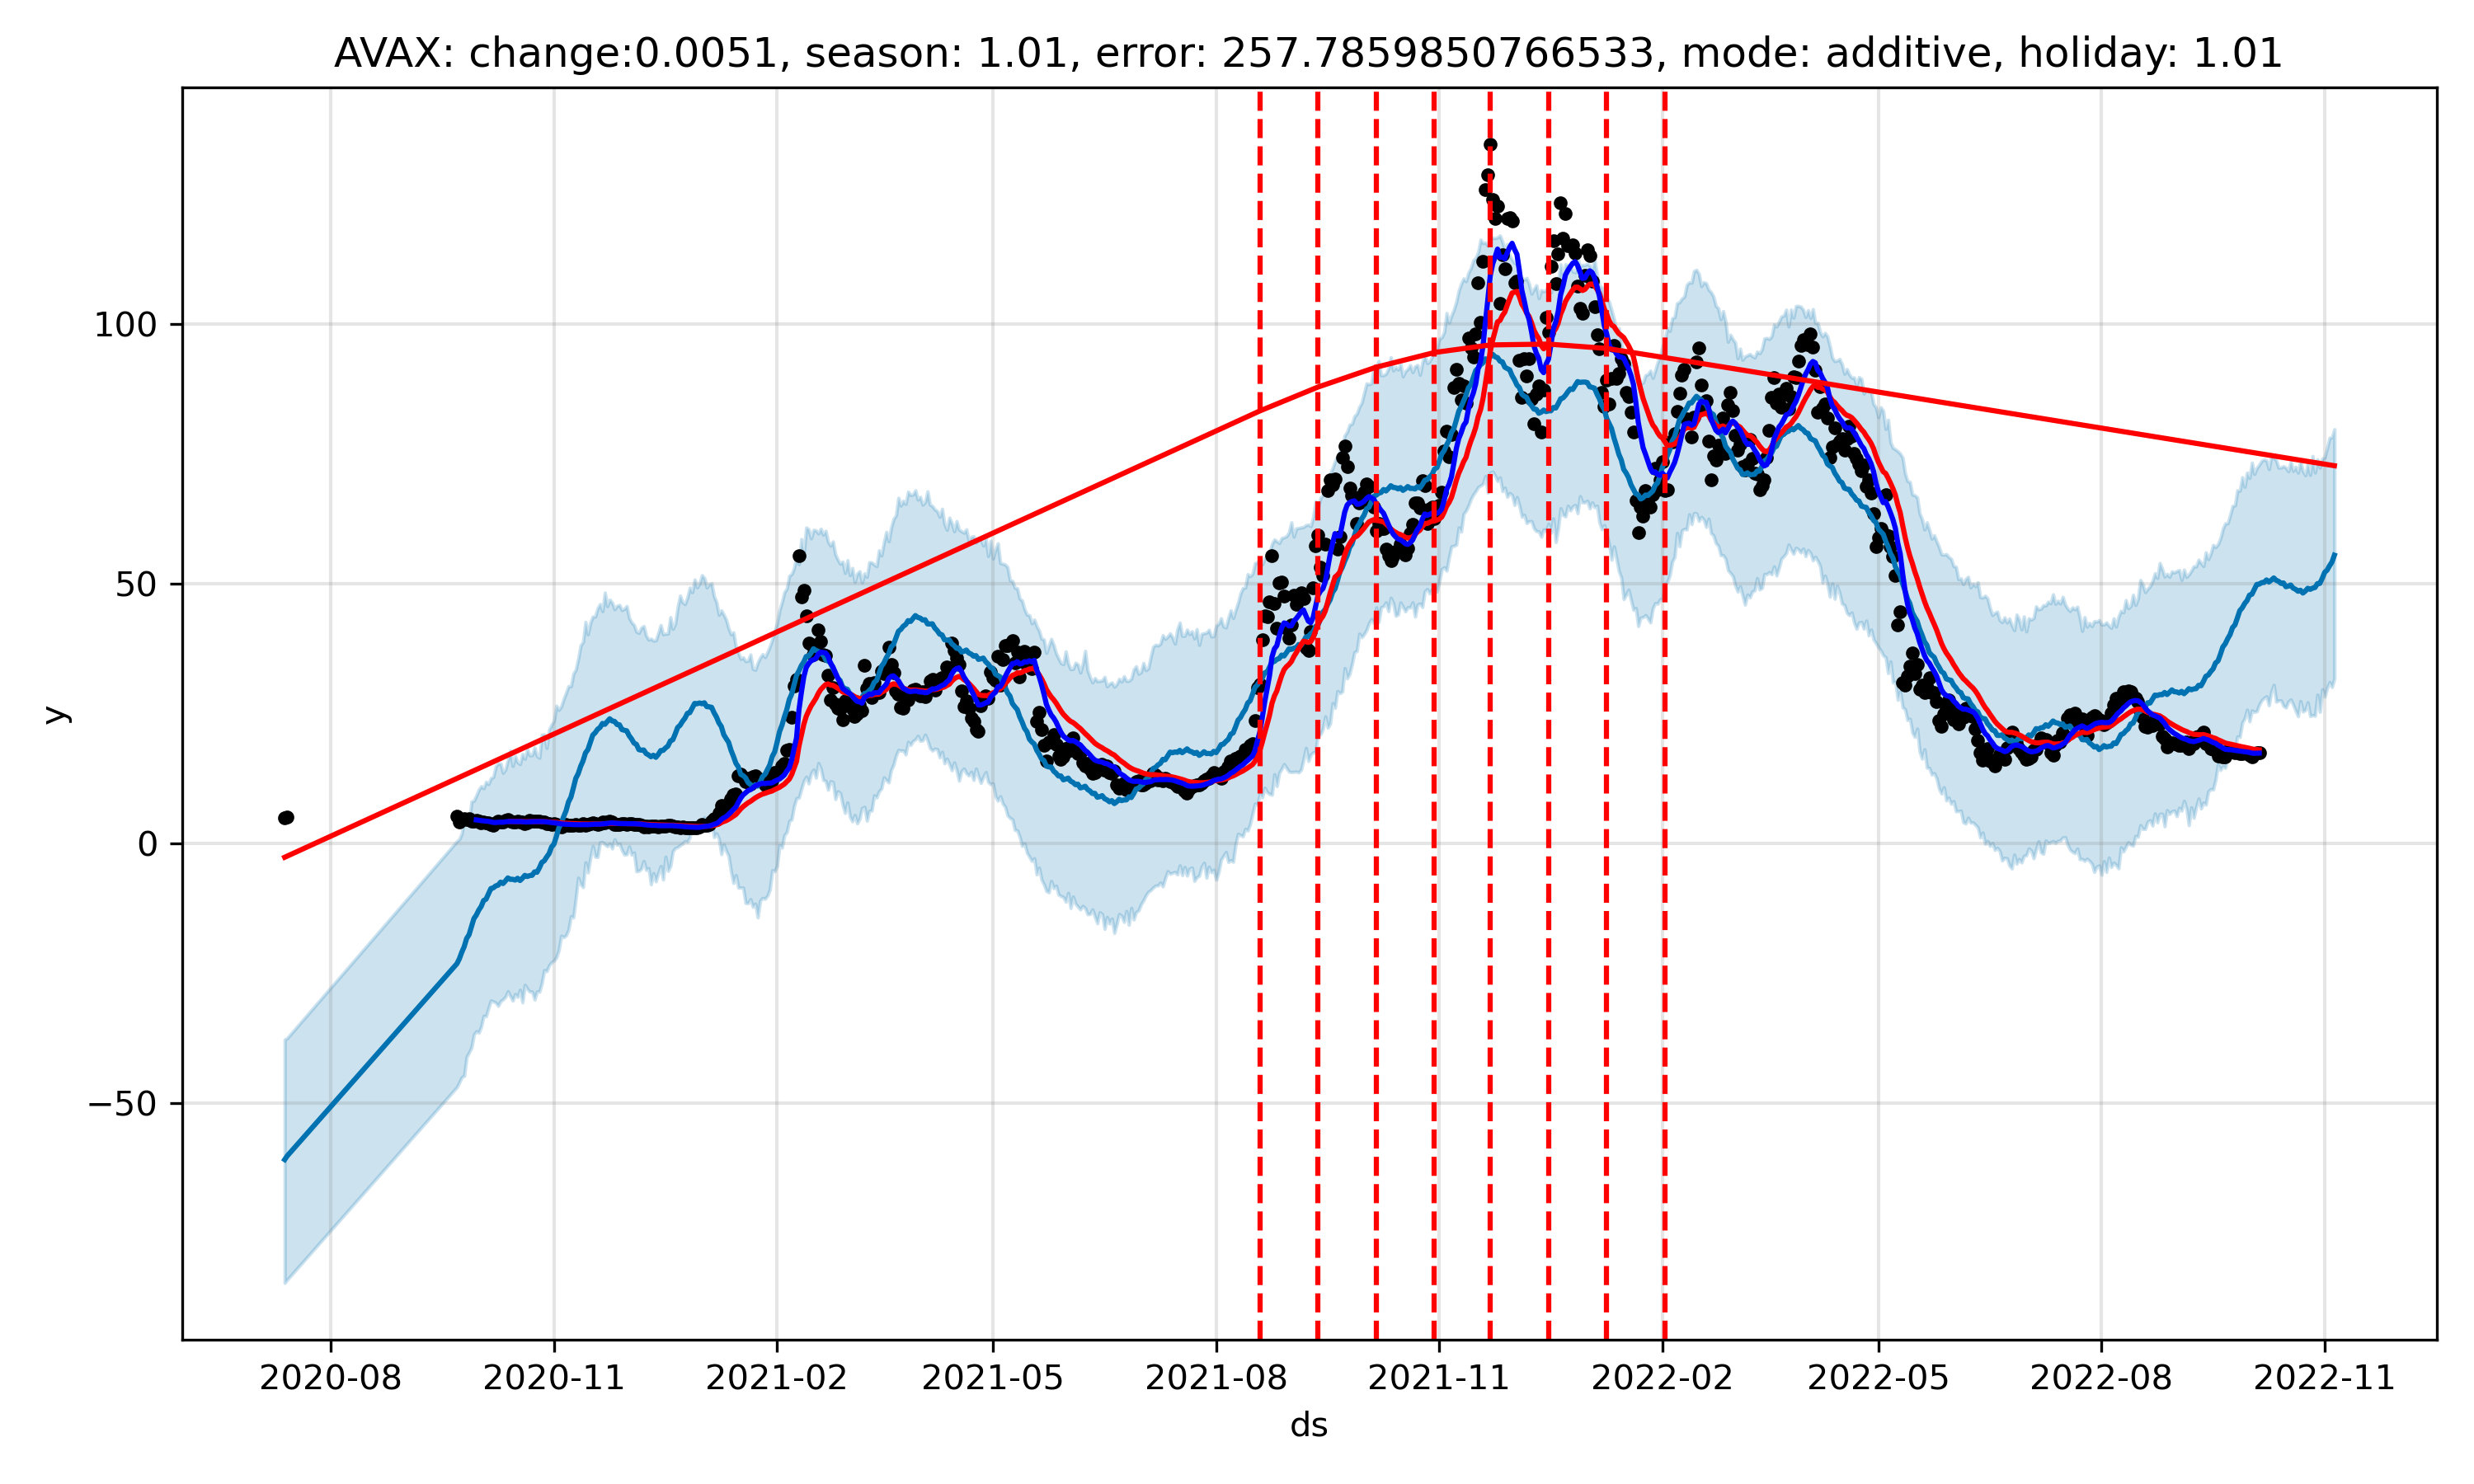 AVAX: change:0.0051, season: 1.01, error: 257.7859850766533, mode: additive, holiday: 1.01
y
100
50
0
−50
2020-08 2020-11 2021-02 2021-05 2021-08 2021-11 2022-02 2022-05 2022-08 2022-11
ds